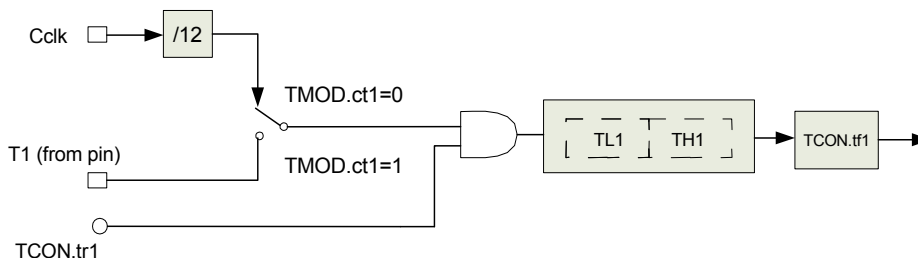 Cclk
/12
TMOD.ct1=0
T1 (from pin)
TMOD.ct1=1
TL1
TH1
TCON.tf1
TCON.tr1